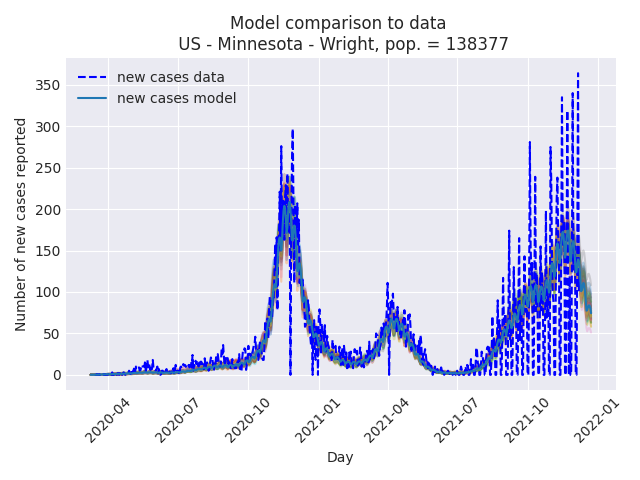 Model comparison to data
US - Minnesota - Wright, pop. = 138377
new cases data
new cases model
Number of new cases reported
350
300
250
200
150
100
50
0
2020-04
2020-07
2020-10
2021-01
2021-04
2021-07
2021-10
2022-01
Day